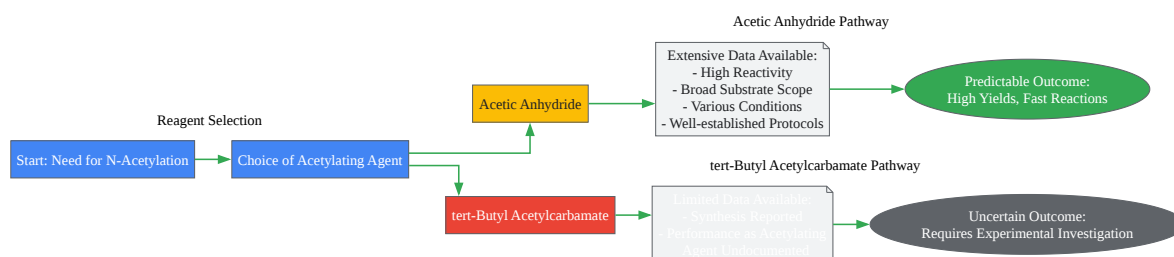 Acetic Anhydride Pathway
Extensive Data Available:
- High Reactivity
- Broad Substrate Scope
- Various Conditions
- Well-established Protocols
Predictable Outcome:
High Yields, Fast Reactions
Acetic Anhydride
Reagent Selection
Start: Need for N-Acetylation
Choice of Acetylating Agent
tert-Butyl Acetylcarbamate Pathway
tert-Butyl Acetylcarbamate
Limited Data Available:
- Synthesis Reported
- Performance as Acetylating
Agent Undocumented
Uncertain Outcome:
Requires Experimental Investigation